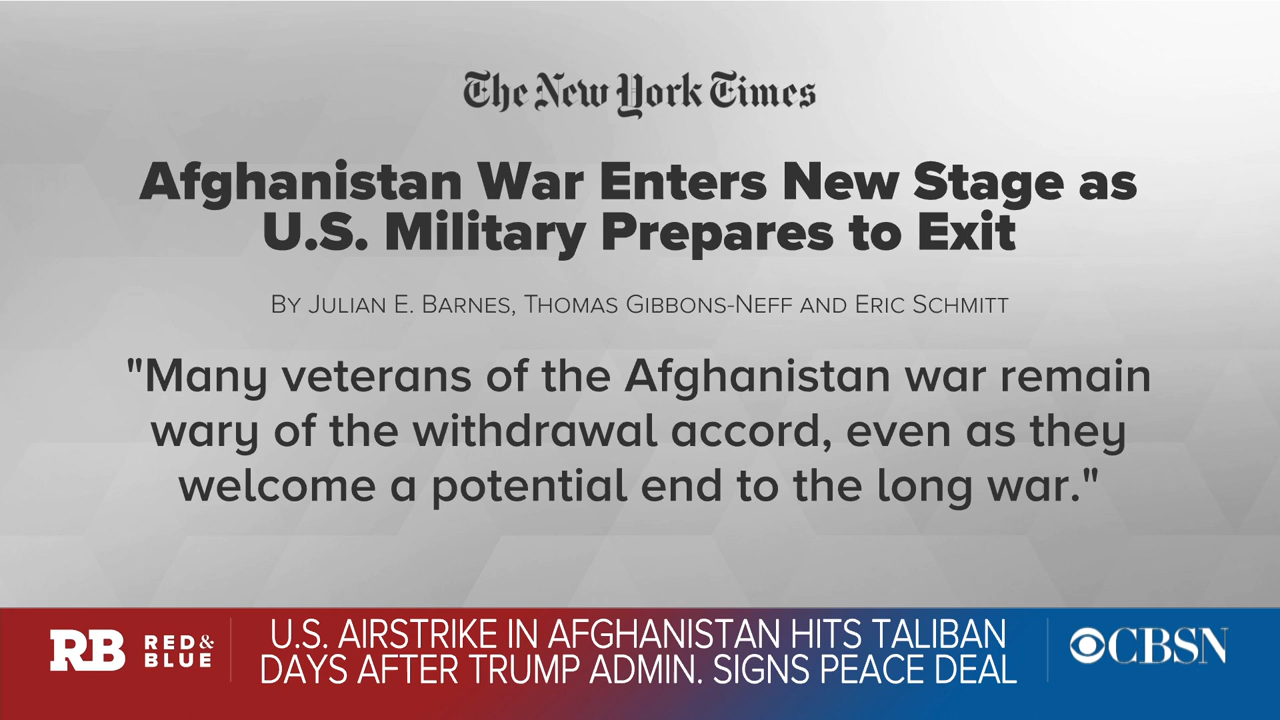 The New York Times
Afghanistan War Enters New Stage as
U.S. Military Prepares to Exit
By Julian E. Barnes, Thomas Gibbons-Neff and Eric Schmitt
"Many veterans of the Afghanistan war remain
wary of the withdrawal accord, even as they
welcome a potential end to the long war."
RB
RED&
BLUE
U.S. AIRSTRIKE IN AFGHANISTAN HITS TALIBAN
DAYS AFTER TRUMP ADMIN. SIGNS PEACE DEAL
CBSN